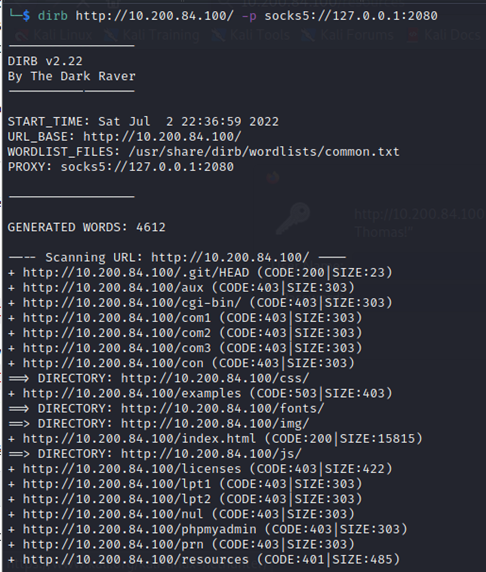 └─$ dirb http://10.200.84.100/ -p socks5://127.0.0.1:2080
-----------------
DIRB v2.22
By The Dark Raver
-----------------
START_TIME: Sat Jul  2 22:36:59 2022
URL_BASE: http://10.200.84.100/
WORDLIST_FILES: /usr/share/dirb/wordlists/common.txt
PROXY: socks5://127.0.0.1:2080
-----------------
GENERATED WORDS: 4612
http://10.200.84.100
Thomas!"
---- Scanning URL: http://10.200.84.100/ ----
+ http://10.200.84.100/.git/HEAD (CODE:200|SIZE:23)
+ http://10.200.84.100/aux (CODE:403|SIZE:303)
+ http://10.200.84.100/cgi-bin/ (CODE:403|SIZE:303)
+ http://10.200.84.100/com1 (CODE:403|SIZE:303)
+ http://10.200.84.100/com2 (CODE:403|SIZE:303)
+ http://10.200.84.100/com3 (CODE:403|SIZE:303)
+ http://10.200.84.100/con (CODE:403|SIZE:303)
==> DIRECTORY: http://10.200.84.100/css/
+ http://10.200.84.100/examples (CODE:503|SIZE:403)
==> DIRECTORY: http://10.200.84.100/fonts/
==> DIRECTORY: http://10.200.84.100/img/
+ http://10.200.84.100/index.html (CODE:200|SIZE:15815)
==> DIRECTORY: http://10.200.84.100/js/
+ http://10.200.84.100/licenses (CODE:403|SIZE:422)
+ http://10.200.84.100/lpt1 (CODE:403|SIZE:303)
+ http://10.200.84.100/lpt2 (CODE:403|SIZE:303)
+ http://10.200.84.100/nul (CODE:403|SIZE:303)
+ http://10.200.84.100/phpmyadmin (CODE:403|SIZE:303)
+ http://10.200.84.100/prn (CODE:403|SIZE:303)
+ http://10.200.84.100/resources (CODE:401|SIZE:485)